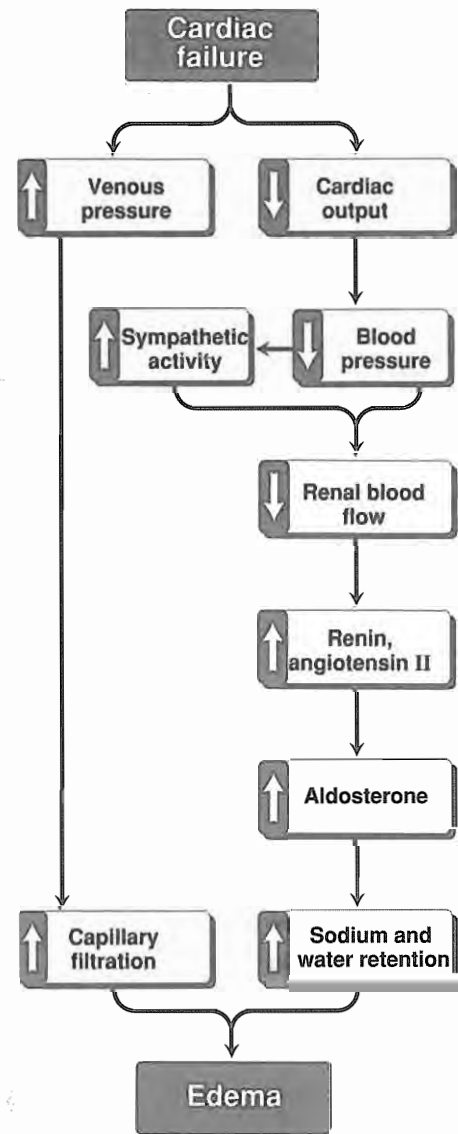 Cardiac
failure
Venous
pressure
Cardiac
output
Sympathetic
activity
Blood
pressure
Renal blood
flow
Renin,
angiotensin II
Aldosterone
Capillary
filtration
Sodium and
water retention
Edema